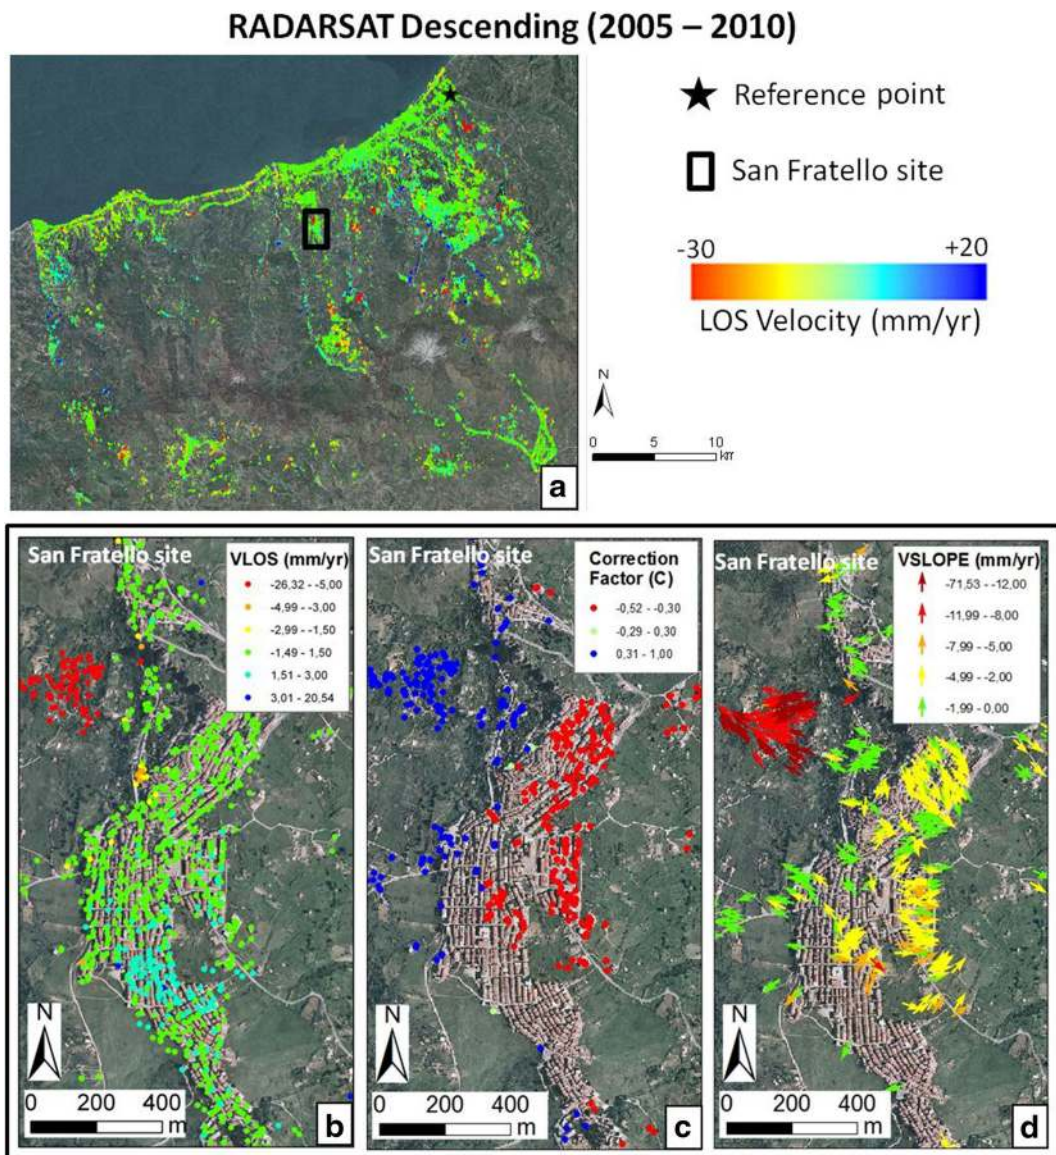 RADARSAT Descending (2005 – 2010)
Reference point
San Fratello site
-30 +20
LOS Velocity (mm/yr)
N
0 5 10
km
a
San Fratello site
VLOS (mm/yr)
-26,32 - -5,00
-4,99 - -3,00
-2,99 - -1,50
-1,49 - 1,50
1,51 - 3,00
3,01 - 20,54
N
0 200 400
m
b
San Fratello site
Correction
Factor (C)
-0,52 - -0,30
-0,29 - 0,30
0,31 - 1,00
N
0 200 400
m
c
San Fratello site
VSLOPE (mm/yr)
-71,53 - -12,00
-11,99 - -8,00
-7,99 - -5,00
-4,99 - -2,00
-1,99 - 0,00
N
0 200 400
m
d